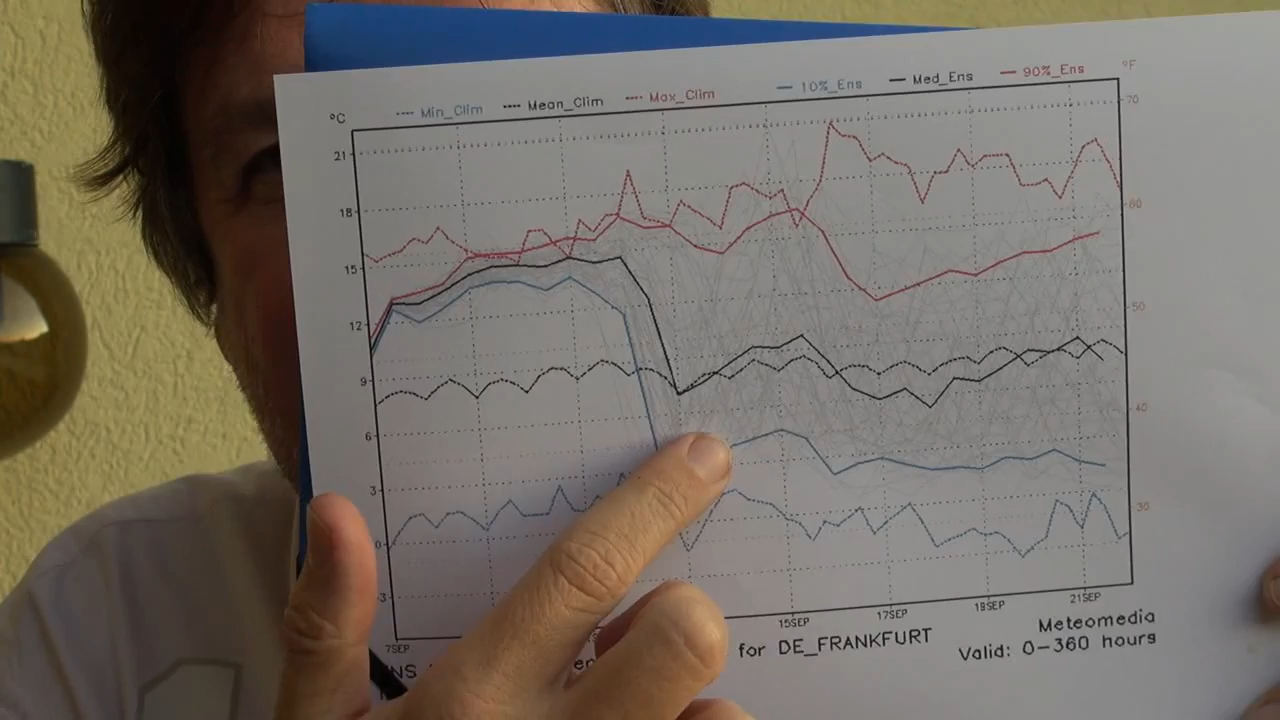 Min_Clim Mean_Clim Max_Clim 10%_Ens Med_Ens 90%_Ens
°C °F
21 70
18 60
15
12 50
9
6 40
3 30
0
-3
7SEP 15SEP 17SEP 19SEP 21SEP
for DE_FRANKFURT Meteomedia
Valid: 0-360 hours